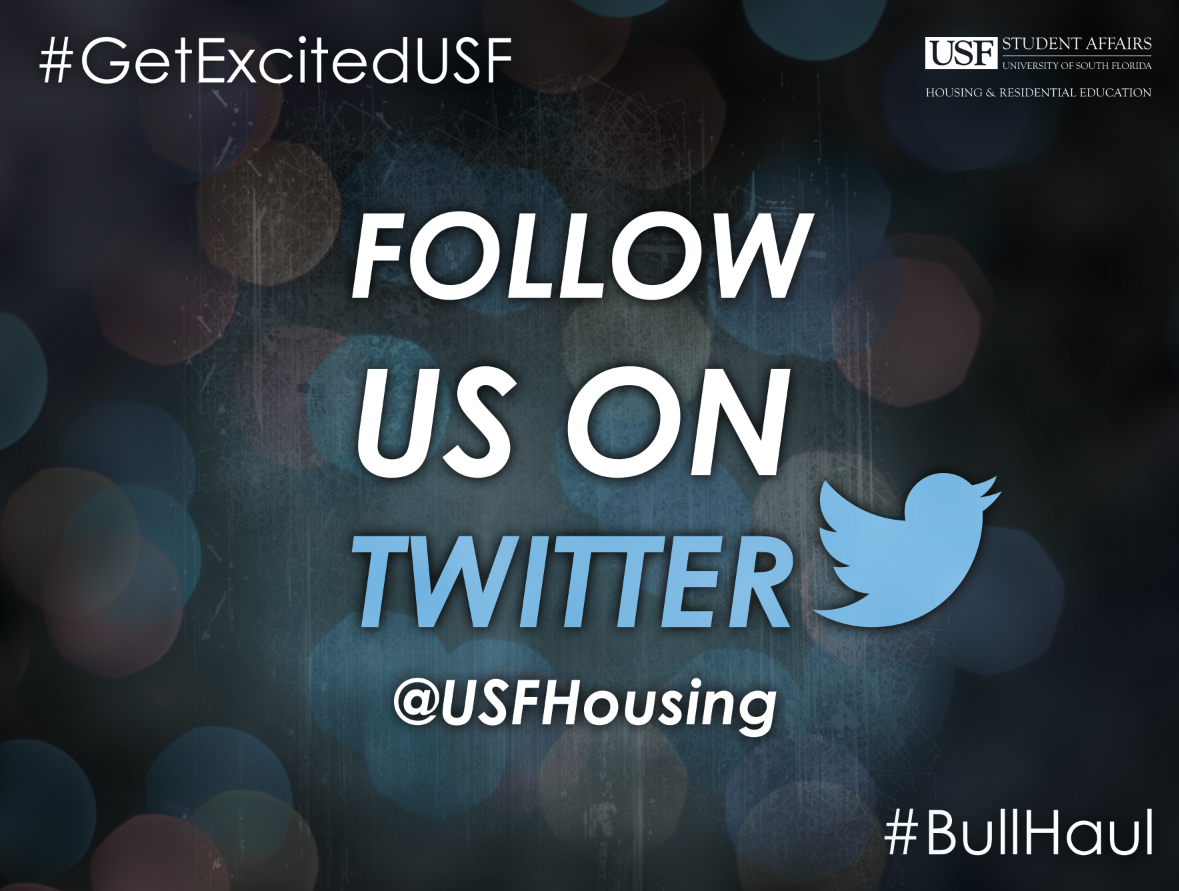 #GetExcitedUSF
USF STUDENT AFFAIRS
UNIVERSITY OF SOUTH FLORIDA
HOUSING & RESIDENTIAL EDUCATION
FOLLOW
US ON
TWITTER
@USFHousing
#BullHaul